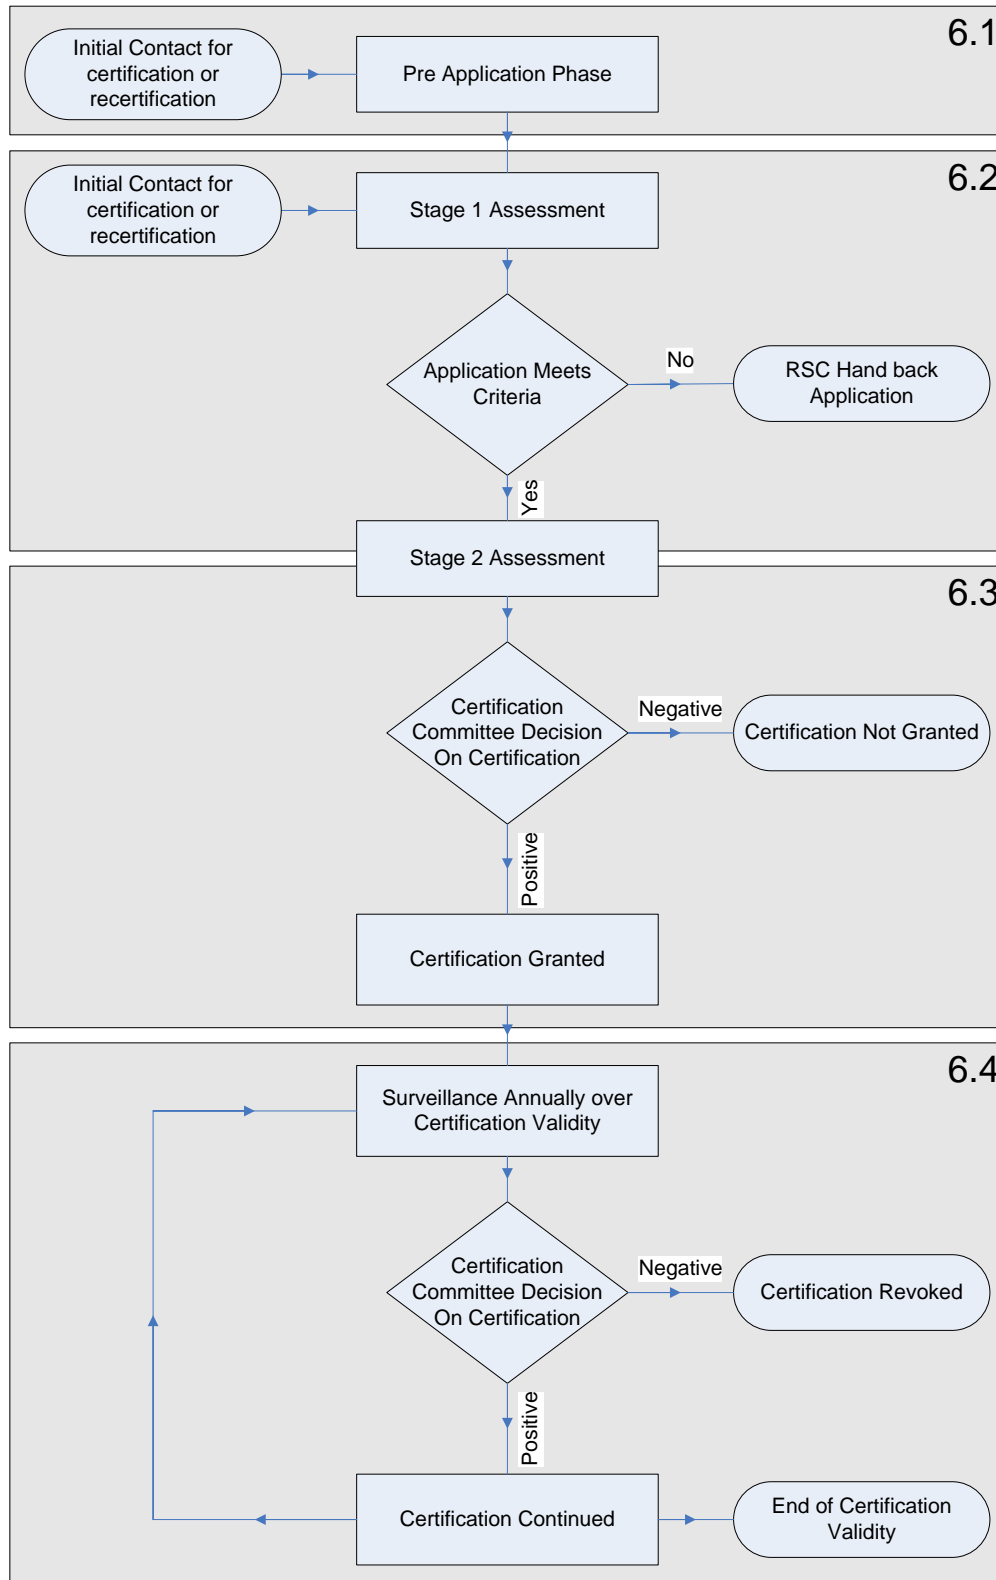 6.1
Initial Contact for
certification or
recertification
Pre Application Phase
6.2
Initial Contact for
certification or
recertification
Stage 1 Assessment
Application Meets
Criteria
No
RSC Hand back
Application
Yes
Stage 2 Assessment
6.3
Certification
Committee Decision
On Certification
Negative
Certification Not Granted
Positive
Certification Granted
6.4
Surveillance Annually over
Certification Validity
Certification
Committee Decision
On Certification
Negative
Certification Revoked
Positive
Certification Continued
End of Certification
Validity